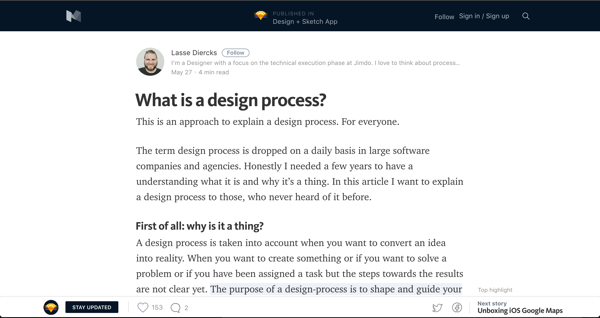 PUBLISHED IN
Design + Sketch App
Follow
Sign in / Sign up
Lasse Diercks
Follow
I'm a Designer with a focus on the technical execution phase at Jimdo. I love to think about process…
May 27 · 4 min read
What is a design process?
This is an approach to explain a design process. For everyone.
The term design process is dropped on a daily basis in large software
companies and agencies. Honestly I needed a few years to have a
understanding what it is and why it's a thing. In this article I want to explain
a design process to those, who never heard of it before.
First of all: why is it a thing?
A design process is taken into account when you want to convert an idea
into reality. When you want to create something or if you want to solve a
problem or if you have been assigned a task but the steps towards the results
are not clear yet. The purpose of a design-process is to shape and guide your
Top highlight
STAY UPDATED
153
2
Next story
Unboxing iOS Google Maps